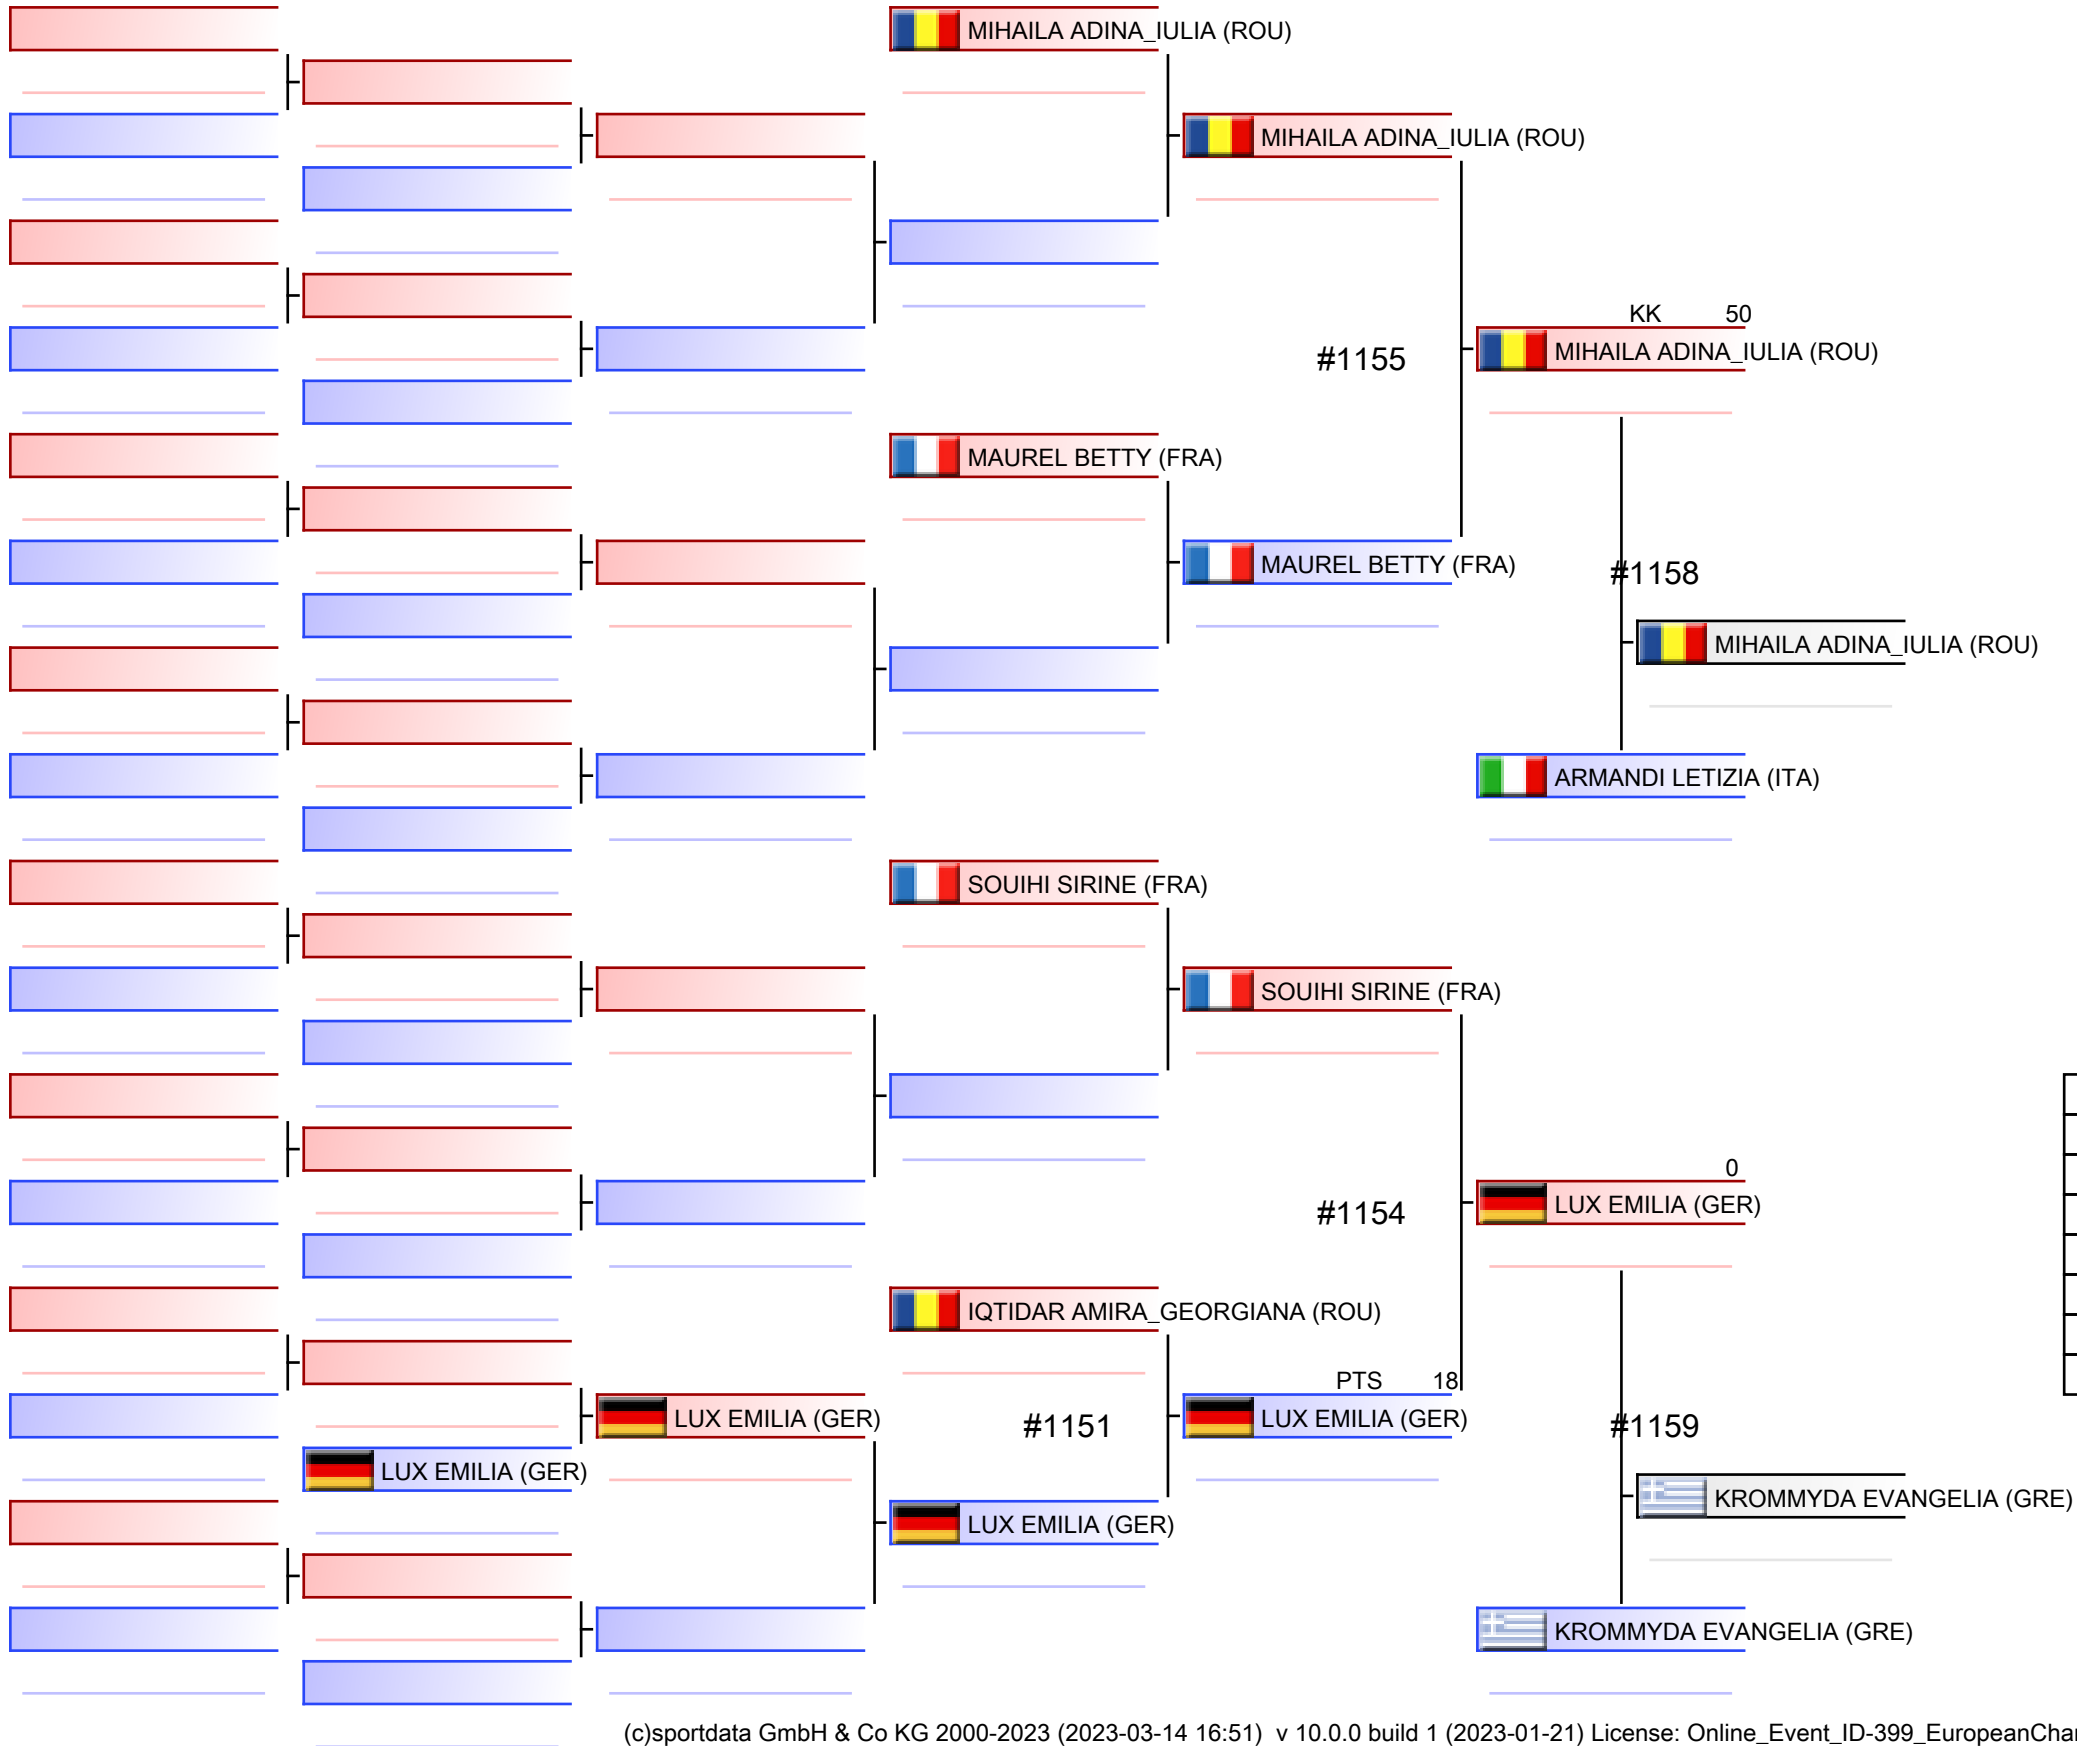 MIHAILA ADINA_IULIA (ROU)
MIHAILA ADINA_IULIA (ROU)
KK 50
MIHAILA ADINA_IULIA (ROU)
#1155
MAUREL BETTY (FRA)
MAUREL BETTY (FRA)
#1158
MIHAILA ADINA_IULIA (ROU)
ARMANDI LETIZIA (ITA)
SOUIHI SIRINE (FRA)
SOUIHI SIRINE (FRA)
0
LUX EMILIA (GER)
#1154
IQTIDAR AMIRA_GEORGIANA (ROU)
PTS 18
LUX EMILIA (GER)
#1151
LUX EMILIA (GER)
#1159
LUX EMILIA (GER)
KROMMYDA EVANGELIA (GRE)
LUX EMILIA (GER)
KROMMYDA EVANGELIA (GRE)
(c)sportdata GmbH & Co KG 2000-2023 (2023-03-14 16:51) v 10.0.0 build 1 (2023-01-21) License: Online_Event_ID-399_EuropeanChar